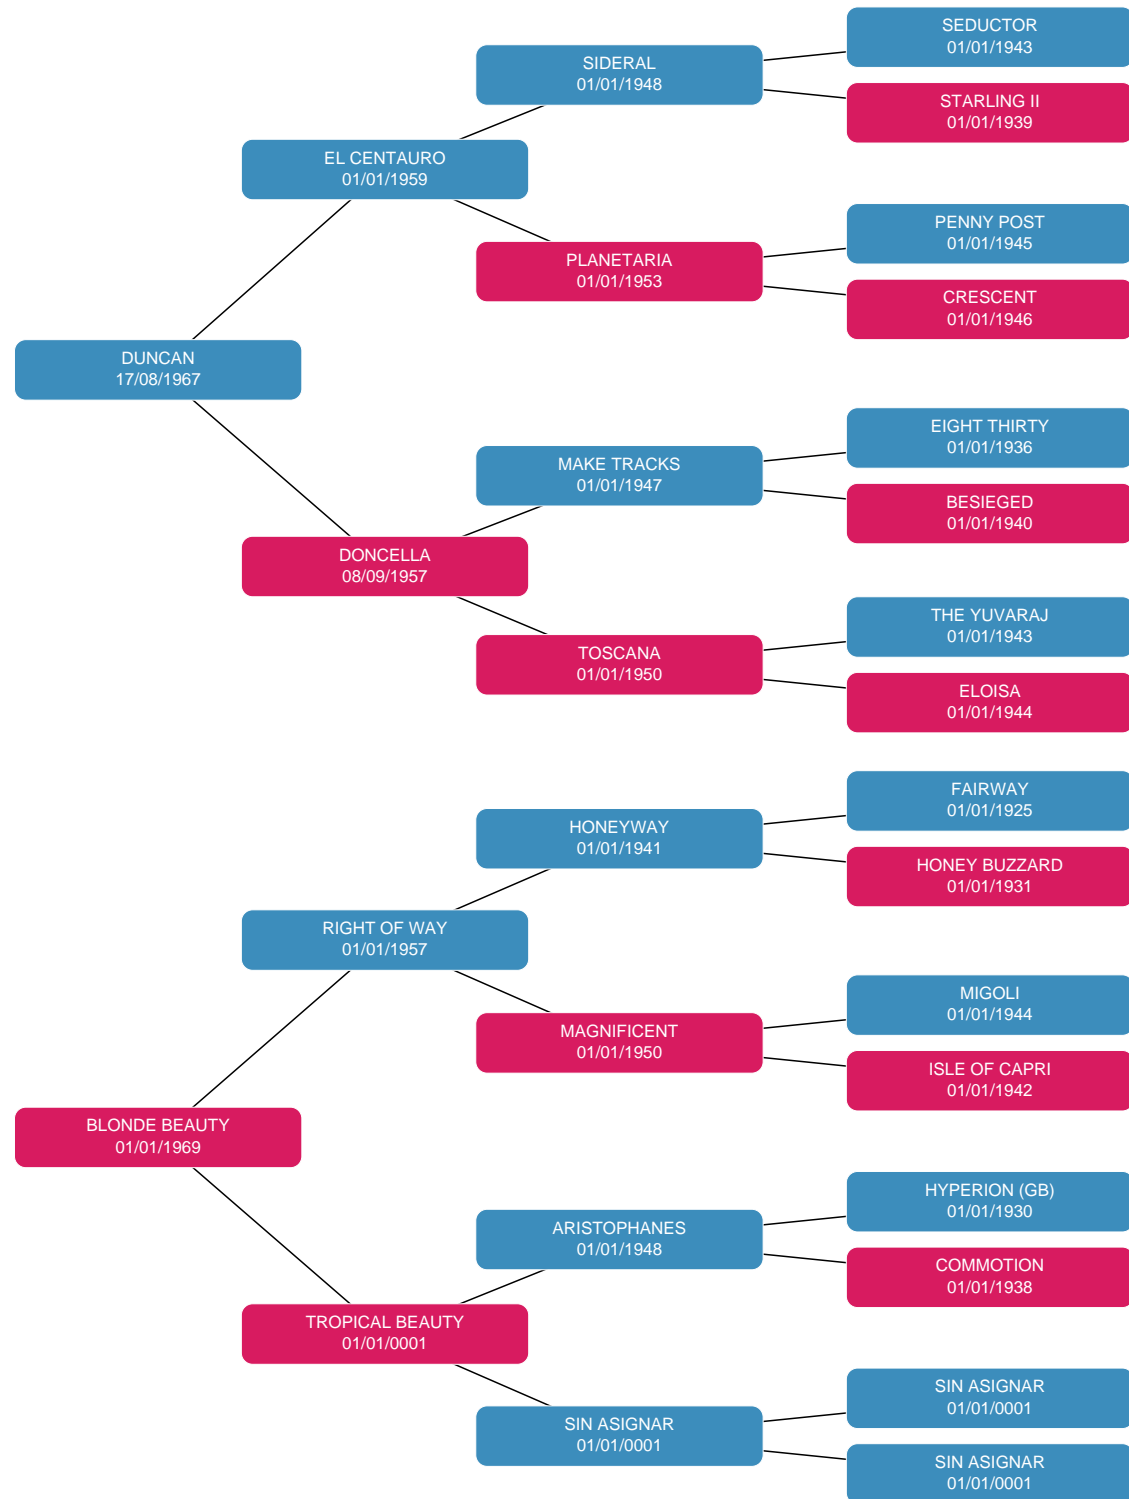 SEDUCTOR
01/01/1943
SIDERAL
01/01/1948
STARLING II
01/01/1939
EL CENTAURO
01/01/1959
PENNY POST
01/01/1945
PLANETARIA
01/01/1953
CRESCENT
01/01/1946
DUNCAN
17/08/1967
EIGHT THIRTY
01/01/1936
MAKE TRACKS
01/01/1947
BESIEGED
01/01/1940
DONCELLA
08/09/1957
THE YUVARAJ
01/01/1943
TOSCANA
01/01/1950
ELOISA
01/01/1944
FAIRWAY
01/01/1925
HONEYWAY
01/01/1941
HONEY BUZZARD
01/01/1931
RIGHT OF WAY
01/01/1957
MIGOLI
01/01/1944
MAGNIFICENT
01/01/1950
ISLE OF CAPRI
01/01/1942
BLONDE BEAUTY
01/01/1969
HYPERION (GB)
01/01/1930
ARISTOPHANES
01/01/1948
COMMOTION
01/01/1938
TROPICAL BEAUTY
01/01/0001
SIN ASIGNAR
01/01/0001
SIN ASIGNAR
01/01/0001
SIN ASIGNAR
01/01/0001